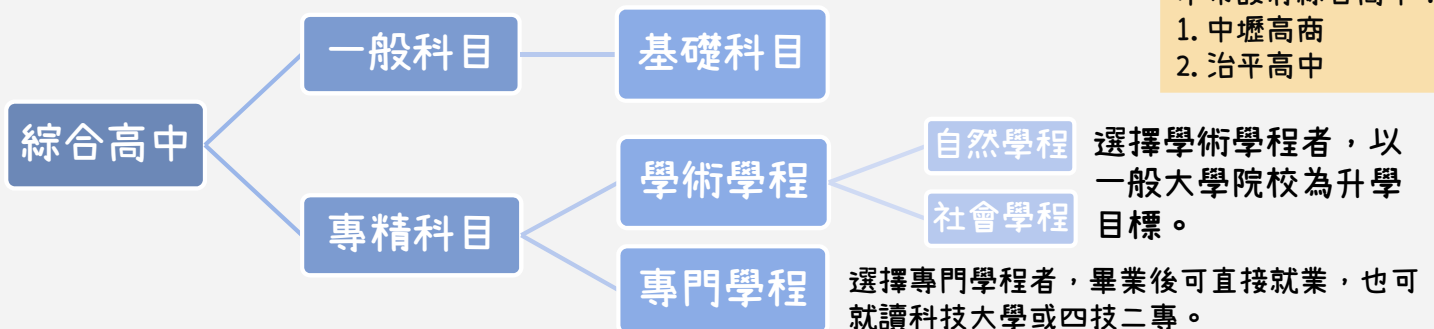 1. 中壢高商
2. 治平高中
一般科目
基礎科目
綜合高中
自然學程
選擇學術學程者，以
一般大學院校為升學
目標。
學術學程
社會學程
專精科目
專門學程
選擇專門學程者，畢業後可直接就業，也可
就讀科技大學或四技二專。